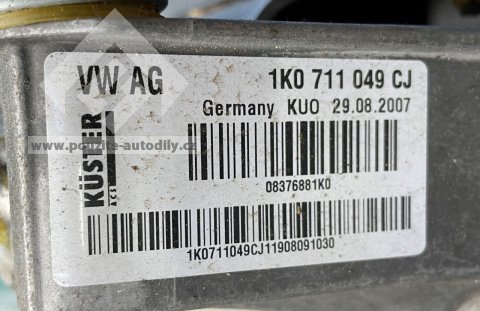 VW AG 1K0 711 049 CJ
Germany KUO 29.08.2007
KÜSTER
www.pouzite-autodily.cz
08376881K0
1K0711049CJ11908091030